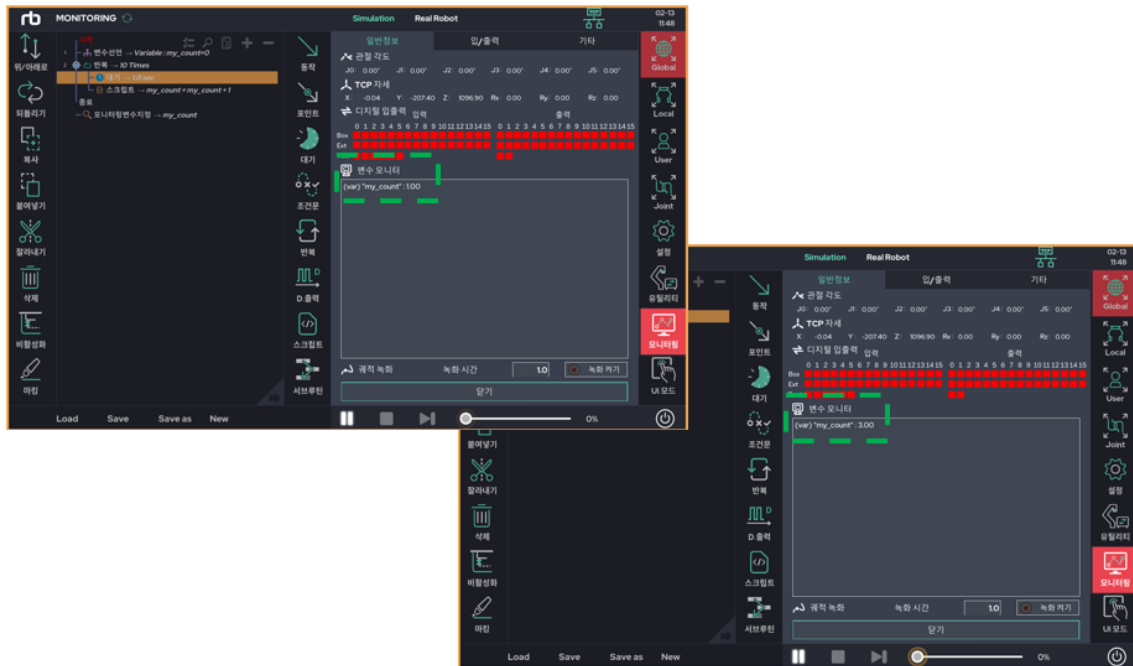 rb MONITORING Simulation Real Robot 02-13 11:48
위/아래로
되돌리기
복사
붙여넣기
잘라내기
삭제
비활성화
마킹
시작
1 변수선언 → Variable : my_count=0
2 반복 → 10 Times
대기 → 1.0 sec
스크립트 → my_count = my_count + 1
종료
모니터링변수지정 → my_count
동작
포인트
대기
조건문
반복
D.출력
스크립트
서브루틴
일반정보 입/출력 기타
관절 각도
J0: 0.00° J1: 0.00° J2: 0.00° J3: 0.00° J4: 0.00° J5: 0.00°
TCP 자세
X: -0.04 Y: -207.40 Z: 1096.90 Rx: 0.00 Ry: 0.00 Rz: 0.00
디지털 입출력 입력 출력
0 1 2 3 4 5 6 7 8 9 10 11 12 13 14 15 0 1 2 3 4 5 6 7 8 9 10 11 12 13 14 15
Box
Ext
변수 모니터
(var) "my_count" : 1.00
궤적 녹화 녹화 시간 1.0 녹화 켜기
닫기
Global
Local
User
Joint
설정
유틸리티
모니터링
UI 모드
Load Save Save as New 0%
Simulation Real Robot 02-13 11:48
붙여넣기
잘라내기
삭제
비활성화
마킹
동작
포인트
대기
조건문
반복
D.출력
스크립트
서브루틴
일반정보 입/출력 기타
관절 각도
J0: 0.00° J1: 0.00° J2: 0.00° J3: 0.00° J4: 0.00° J5: 0.00°
TCP 자세
X: -0.04 Y: -207.40 Z: 1096.90 Rx: 0.00 Ry: 0.00 Rz: 0.00
디지털 입출력 입력 출력
0 1 2 3 4 5 6 7 8 9 10 11 12 13 14 15 0 1 2 3 4 5 6 7 8 9 10 11 12 13 14 15
Box
Ext
변수 모니터
(var) "my_count" : 3.00
궤적 녹화 녹화 시간 1.0 녹화 켜기
닫기
Global
Local
User
Joint
설정
유틸리티
모니터링
UI 모드
Load Save Save as New 0%